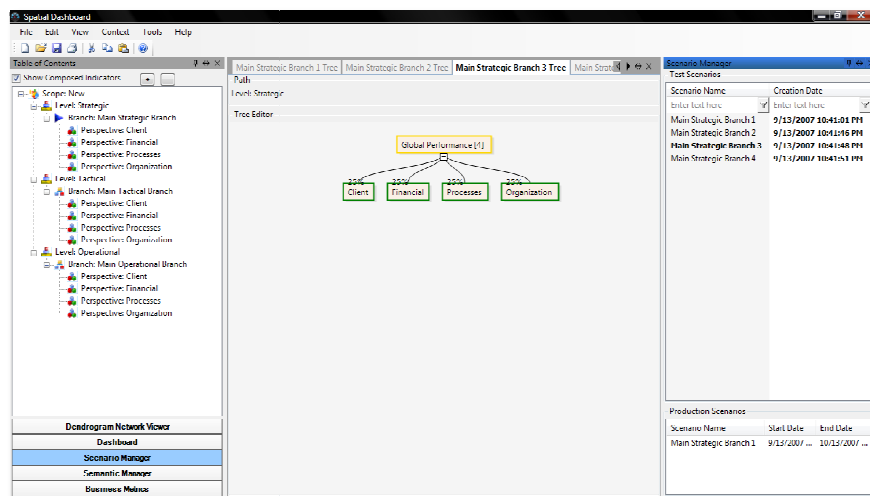 Spatial Dashboard
File Edit View Context Tools Help
Table of Contents
Show Composed Indicators
Scope: New
Level: Strategic
Branch: Main Strategic Branch
Perspective: Client
Perspective: Financial
Perspective: Processes
Perspective: Organization
Level: Tactical
Branch: Main Tactical Branch
Perspective: Client
Perspective: Financial
Perspective: Processes
Perspective: Organization
Level: Operational
Branch: Main Operational Branch
Perspective: Client
Perspective: Financial
Perspective: Processes
Perspective: Organization
Dendrogram Network Viewer
Dashboard
Scenario Manager
Semantic Manager
Business Metrics
Main Strategic Branch 1 Tree Main Strategic Branch 2 Tree Main Strategic Branch 3 Tree Main
Path
Level: Strategic
Tree Editor
Global Performance [4]
25% 25% 25% 25%
Client Financial Processes Organization
Scenario Manager
Test Scenarios
Scenario Name Creation Date
Enter text here Enter text here
Main Strategic Branch 1 9/13/2007 10:41:01 PM
Main Strategic Branch 2 9/13/2007 10:41:46 PM
Main Strategic Branch 3 9/13/2007 10:41:48 PM
Main Strategic Branch 4 9/13/2007 10:41:51 PM
Production Scenarios
Scenario Name Start Date End Date
Main Strategic Branch 1 9/13/2007 ... 10/13/2007 ...